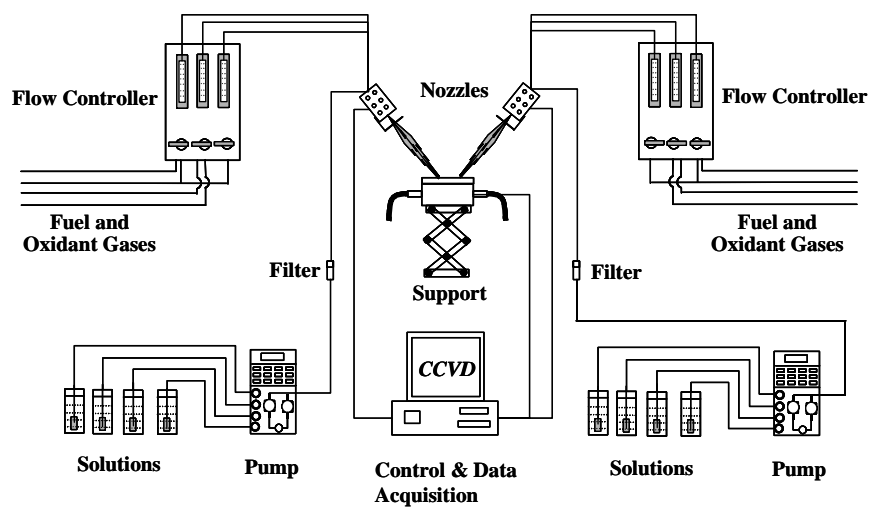 Flow Controller
Nozzles
Flow Controller
Fuel and
Oxidant Gases
Fuel and
Oxidant Gases
Filter
Support
Filter
CCVD
Solutions
Pump
Control & Data
Acquisition
Solutions
Pump